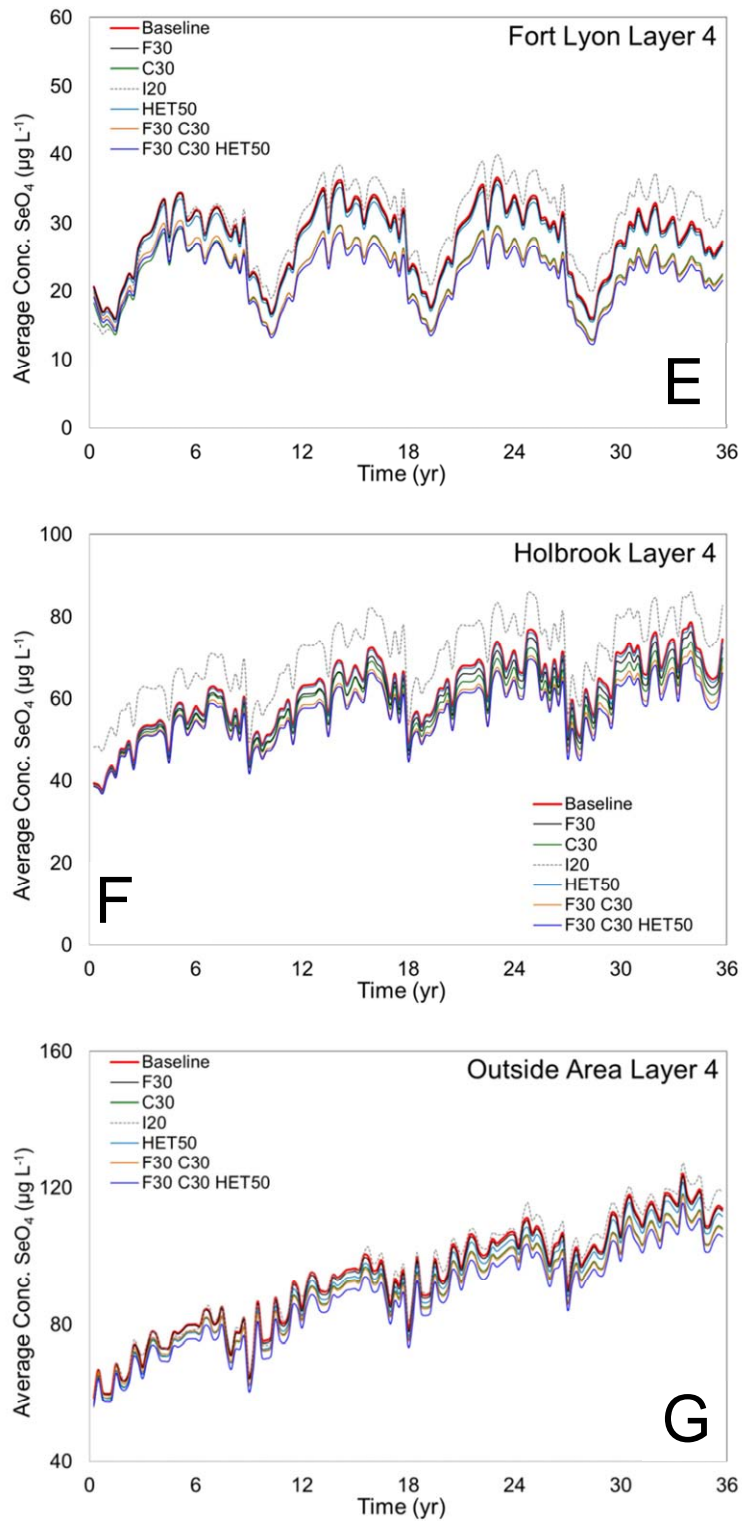 Fort Lyon Layer 4
Average Conc. SeO₄ (µg L⁻¹)
60
50
40
30
20
10
0
Baseline
F30
C30
I20
HET50
F30 C30
F30 C30 HET50
E
0 6 12 18 24 30 36
Time (yr)
Holbrook Layer 4
Average Conc. SeO₄ (µg L⁻¹)
100
80
60
40
20
0
Baseline
F30
C30
I20
HET50
F30 C30
F30 C30 HET50
F
0 6 12 18 24 30 36
Time (yr)
Outside Area Layer 4
Average Conc. SeO₄ (µg L⁻¹)
160
120
80
40
Baseline
F30
C30
I20
HET50
F30 C30
F30 C30 HET50
G
0 6 12 18 24 30 36
Time (yr)